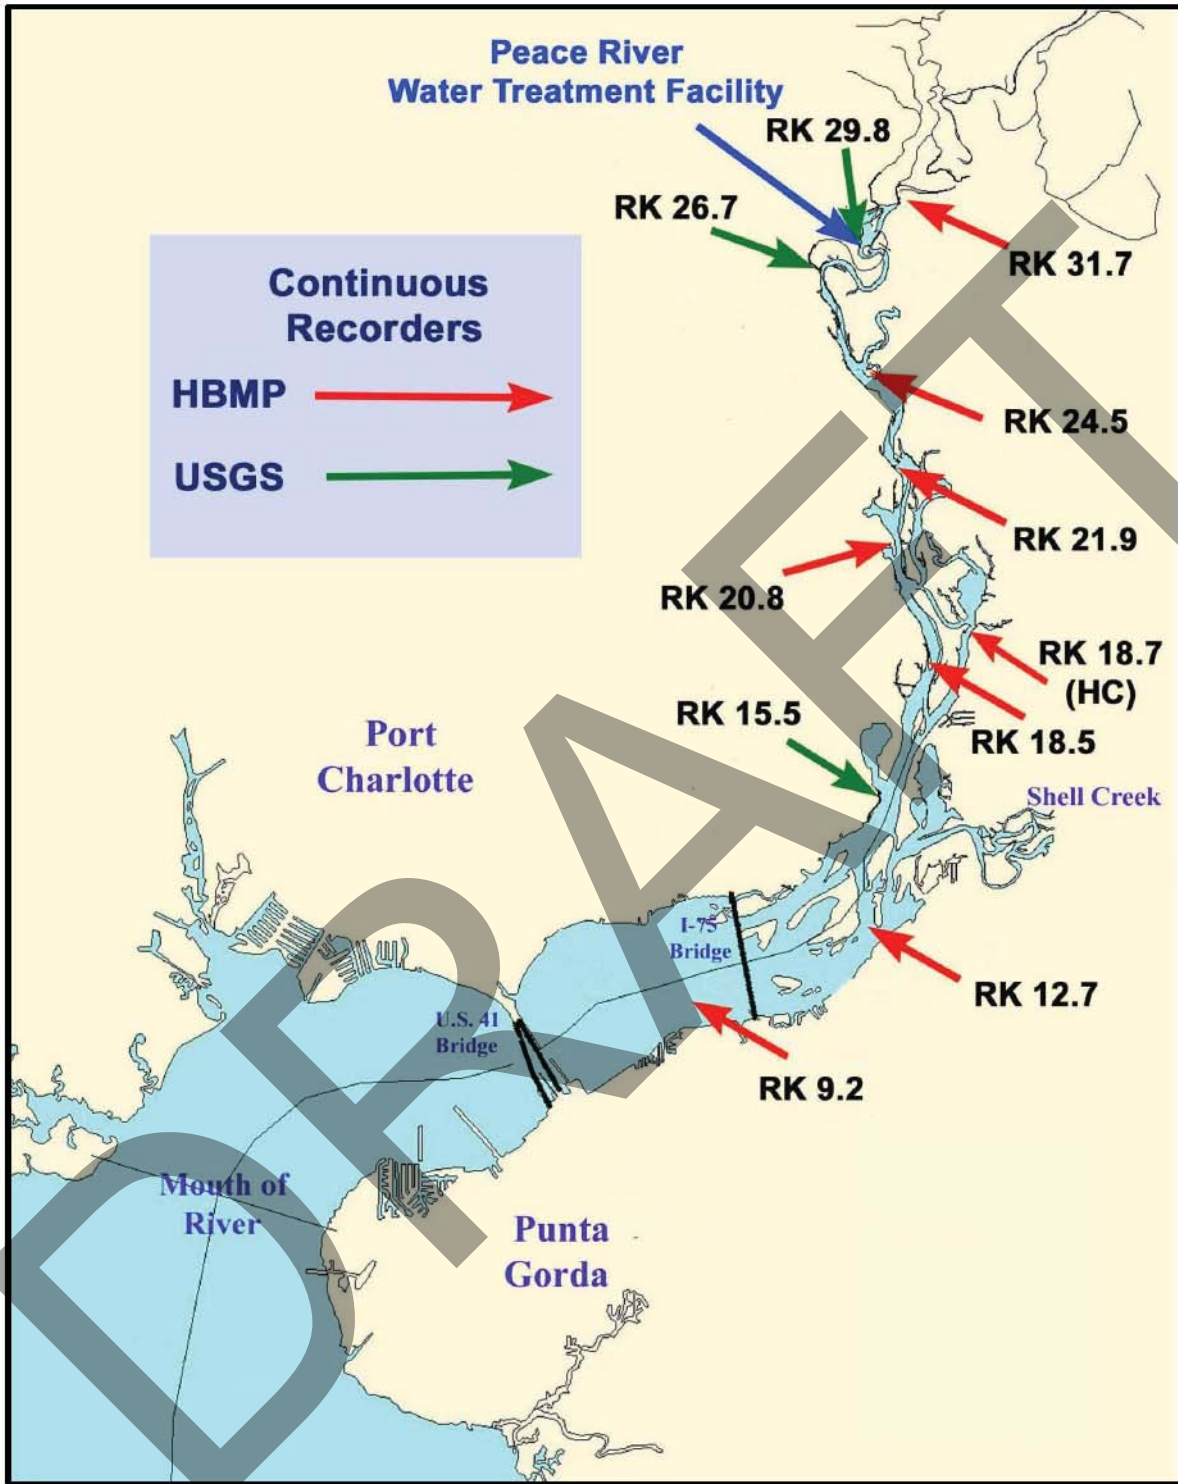 Peace River
Water Treatment Facility
RK 29.8
RK 26.7
RK 31.7
Continuous
Recorders
HBMP
USGS
RK 24.5
RK 21.9
RK 20.8
RK 18.7
(HC)
RK 18.5
RK 15.5
Port
Charlotte
Shell Creek
I-75
Bridge
RK 12.7
U.S. 41
Bridge
RK 9.2
Mouth of
River
Punta
Gorda
DRAFT